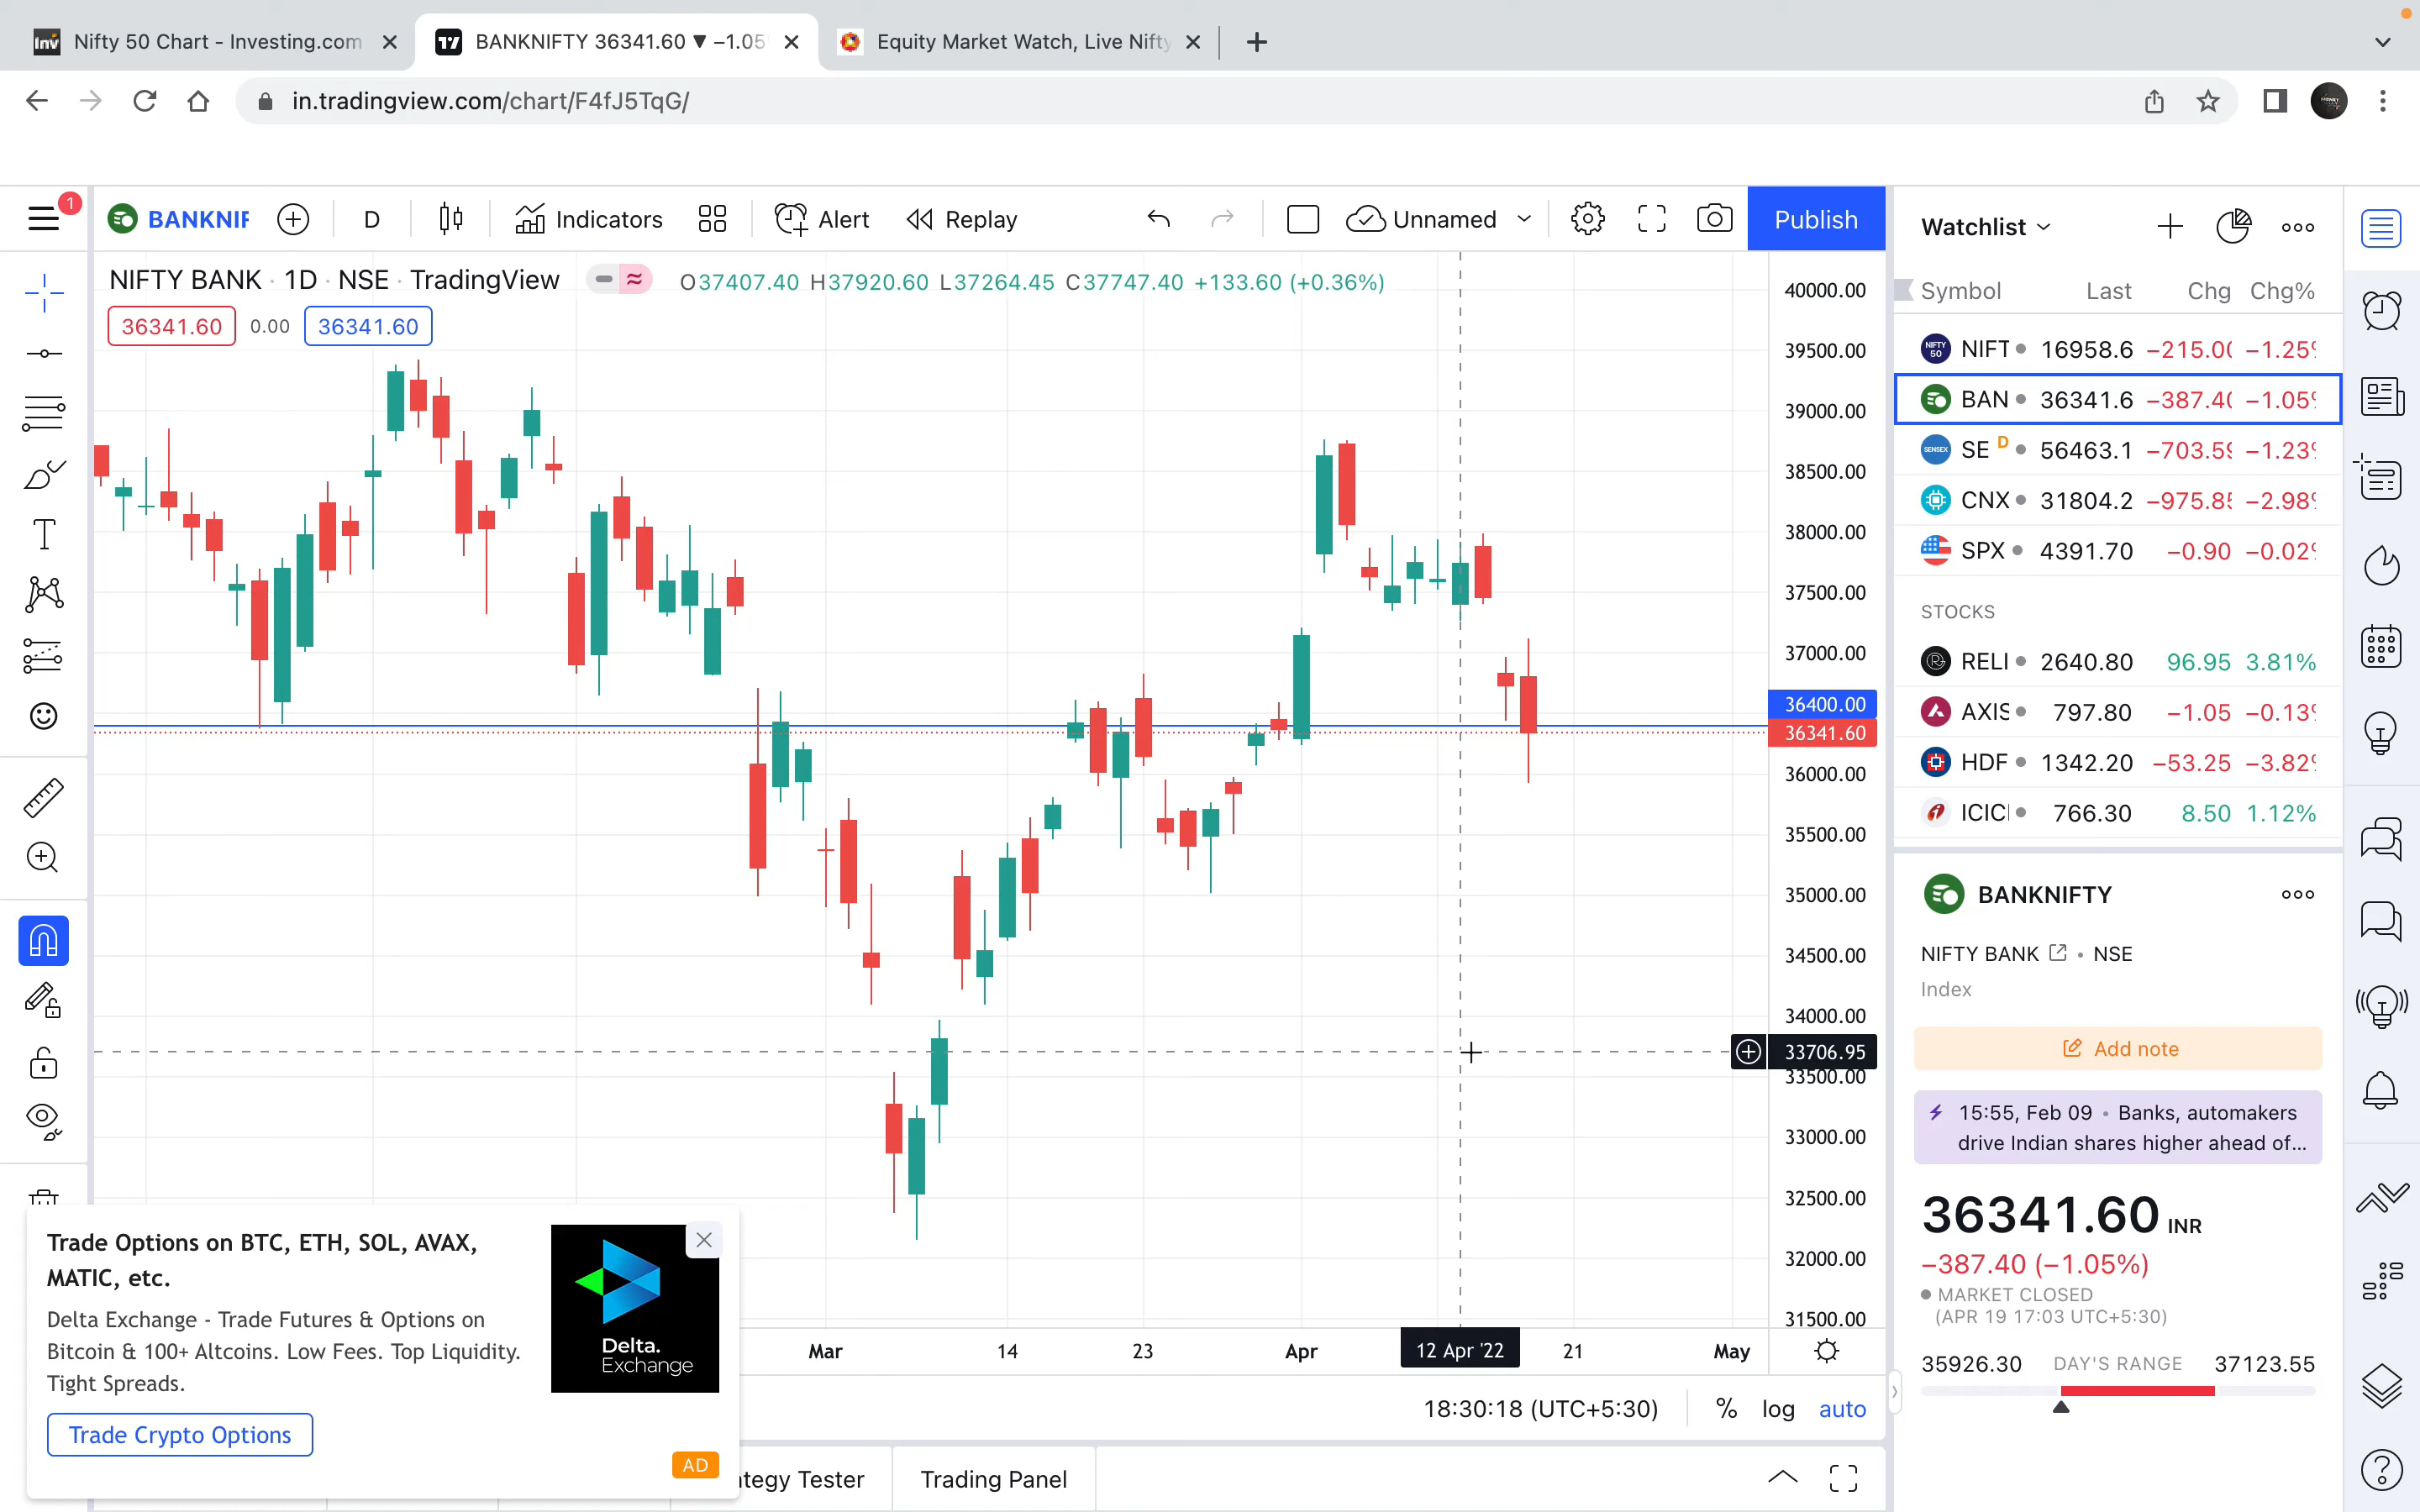 Nifty 50 Chart - Investing.com
BANKNIFTY 36341.60 ▼ −1.05
Equity Market Watch, Live Nifty
in.tradingview.com/chart/F4fJ5TqG/
1
BANKNIF
D
Indicators
Alert
Replay
Unnamed
Publish
NIFTY BANK · 1D · NSE · TradingView
O37407.40 H37920.60 L37264.45 C37747.40 +133.60 (+0.36%)
36341.60 0.00 36341.60
40000.00
39500.00
39000.00
38500.00
38000.00
37500.00
37000.00
36400.00
36341.60
36000.00
35500.00
35000.00
34500.00
34000.00
33706.95
33500.00
33000.00
32500.00
32000.00
31500.00
Mar 14 23 Apr 12 Apr '22 21 May
18:30:18 (UTC+5:30) % log auto
Trading Panel
Trade Options on BTC, ETH, SOL, AVAX,
MATIC, etc.
Delta Exchange - Trade Futures & Options on
Bitcoin & 100+ Altcoins. Low Fees. Top Liquidity.
Tight Spreads.
Trade Crypto Options
Delta.
Exchange
AD
tegy Tester
Watchlist
Symbol Last Chg Chg%
NIFTY
50
NIFT 16958.6 −215.00 −1.25%
BAN 36341.6 −387.40 −1.05%
SENSEX
SE D 56463.1 −703.59 −1.23%
CNX 31804.2 −975.85 −2.98%
SPX 4391.70 −0.90 −0.02%
STOCKS
RELI 2640.80 96.95 3.81%
AXIS 797.80 −1.05 −0.13%
HDF 1342.20 −53.25 −3.82%
ICICI 766.30 8.50 1.12%
BANKNIFTY
NIFTY BANK • NSE
Index
Add note
15:55, Feb 09 • Banks, automakers
drive Indian shares higher ahead of...
36341.60 INR
−387.40 (−1.05%)
MARKET CLOSED
(APR 19 17:03 UTC+5:30)
35926.30 DAY'S RANGE 37123.55